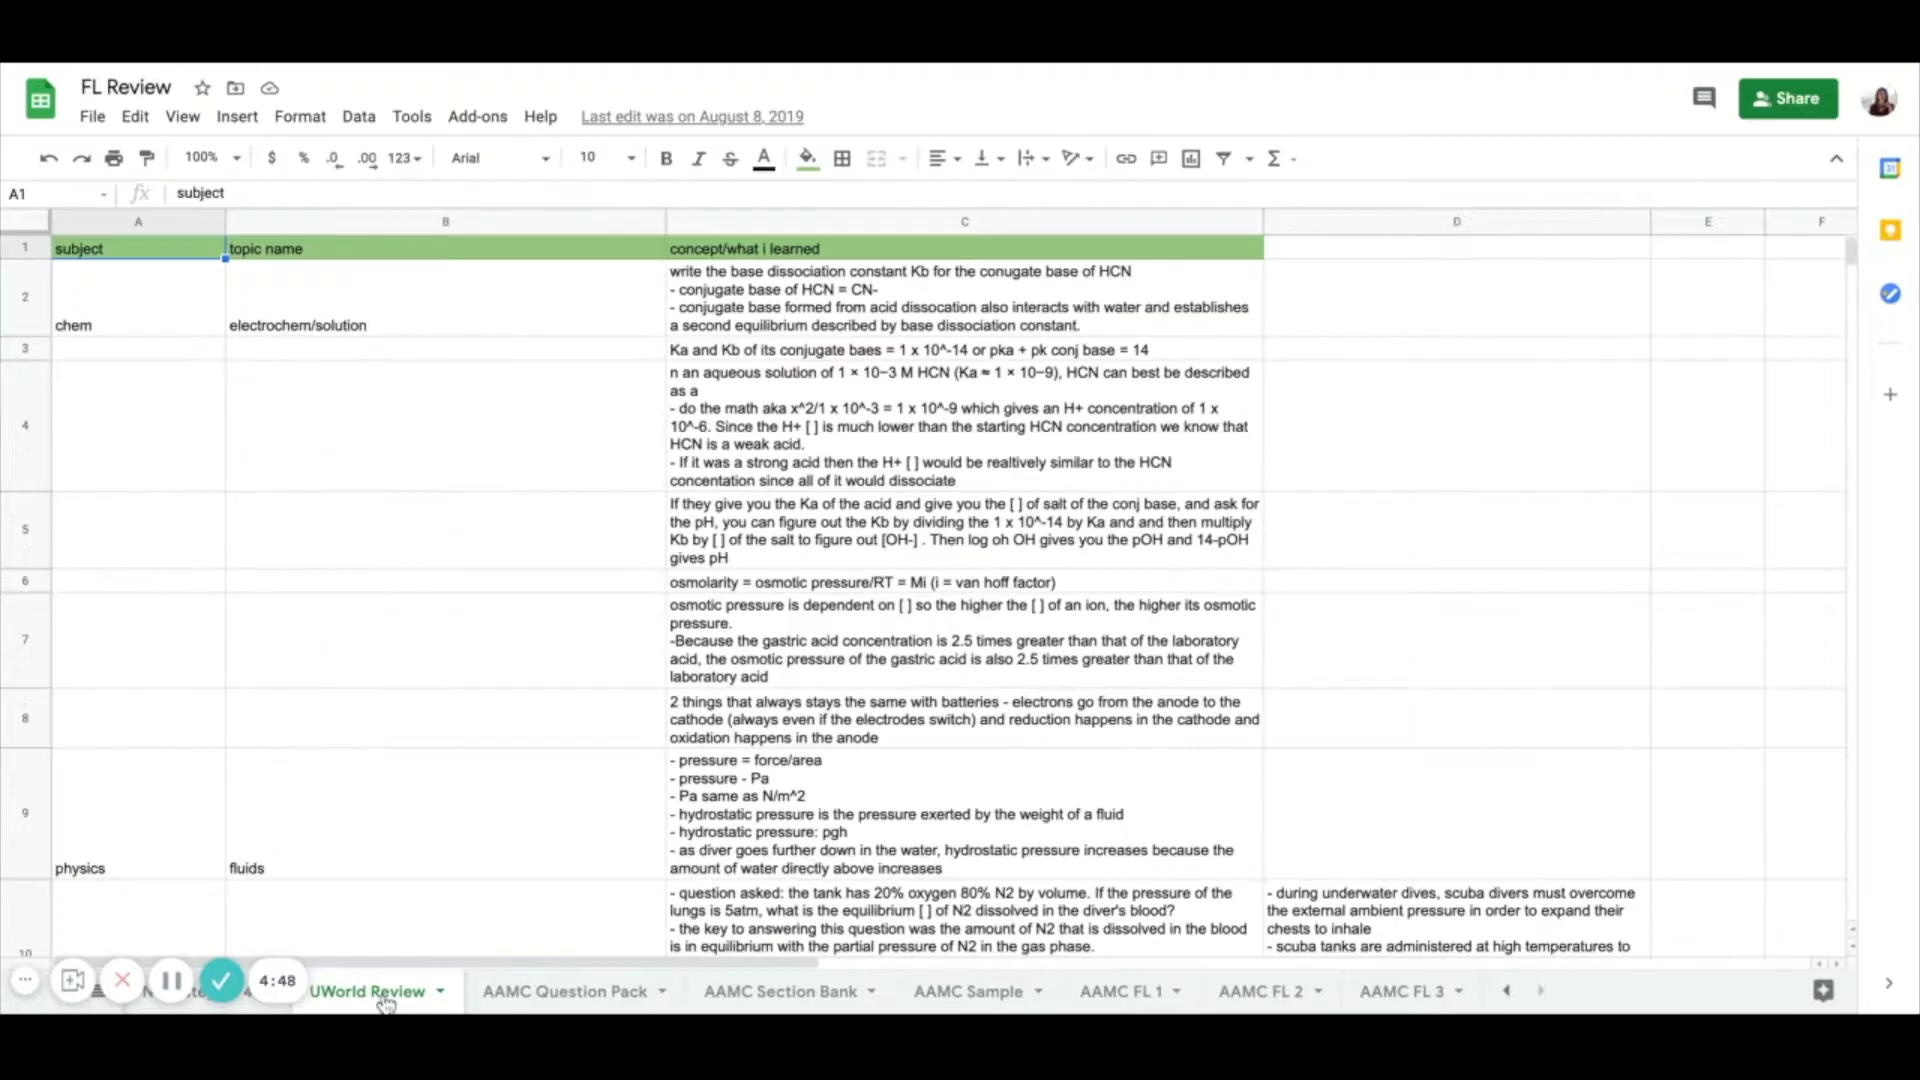 FL Review
File Edit View Insert Format Data Tools Add-ons Help Last edit was on August 8, 2019
Share
100% $ % .0 .00 123 Arial 10 B I S A Σ
31
A1 fx subject
A B C D E F
1 subject topic name concept/what i learned
write the base dissociation constant Kb for the conugate base of HCN
- conjugate base of HCN = CN-
- conjugate base formed from acid dissocation also interacts with water and establishes
a second equilibrium described by base dissociation constant.
2 chem electrochem/solution
3 Ka and Kb of its conjugate baes = 1 x 10^-14 or pka + pk conj base = 14
n an aqueous solution of 1 × 10−3 M HCN (Ka ≈ 1 × 10−9), HCN can best be described
as a
- do the math aka x^2/1 x 10^-3 = 1 x 10^-9 which gives an H+ concentration of 1 x
10^-6. Since the H+ [ ] is much lower than the starting HCN concentration we know that
HCN is a weak acid.
- If it was a strong acid then the H+ [ ] would be realtively similar to the HCN
concentation since all of it would dissociate
4
If they give you the Ka of the acid and give you the [ ] of salt of the conj base, and ask for
the pH, you can figure out the Kb by dividing the 1 x 10^-14 by Ka and and then multiply
Kb by [ ] of the salt to figure out [OH-] . Then log oh OH gives you the pOH and 14-pOH
gives pH
5
6 osmolarity = osmotic pressure/RT = Mi (i = van hoff factor)
osmotic pressure is dependent on [ ] so the higher the [ ] of an ion, the higher its osmotic
pressure.
-Because the gastric acid concentration is 2.5 times greater than that of the laboratory
acid, the osmotic pressure of the gastric acid is also 2.5 times greater than that of the
laboratory acid
7
2 things that always stays the same with batteries - electrons go from the anode to the
cathode (always even if the electrodes switch) and reduction happens in the cathode and
oxidation happens in the anode
8
- pressure = force/area
- pressure - Pa
- Pa same as N/m^2
- hydrostatic pressure is the pressure exerted by the weight of a fluid
- hydrostatic pressure: pgh
- as diver goes further down in the water, hydrostatic pressure increases because the
amount of water directly above increases
9 physics fluids
- question asked: the tank has 20% oxygen 80% N2 by volume. If the pressure of the
lungs is 5atm, what is the equilibrium [ ] of N2 dissolved in the diver's blood?
- the key to answering this question was the amount of N2 that is dissolved in the blood
is in equilibrium with the partial pressure of N2 in the gas phase.
- during underwater dives, scuba divers must overcome
the external ambient pressure in order to expand their
chests to inhale
- scuba tanks are administered at high temperatures to
10
4:48 UWorld Review AAMC Question Pack AAMC Section Bank AAMC Sample AAMC FL 1 AAMC FL 2 AAMC FL 3